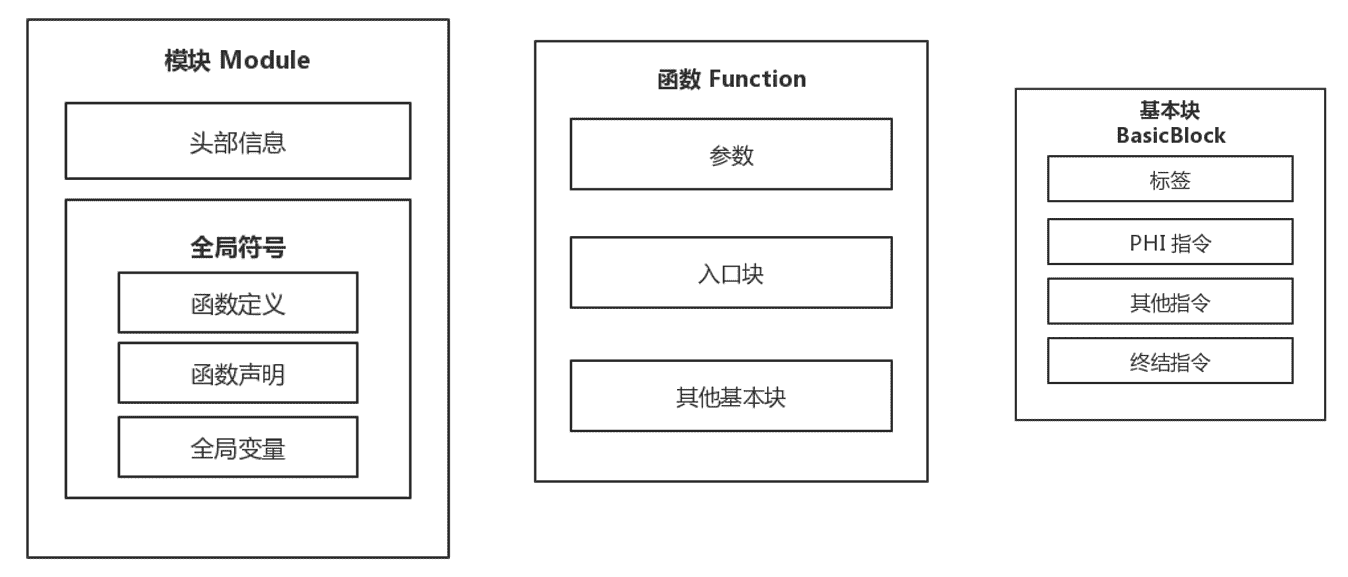 模块 Module
头部信息
全局符号
函数定义
函数声明
全局变量
函数 Function
参数
入口块
其他基本块
基本块
BasicBlock
标签
PHI 指令
其他指令
终结指令